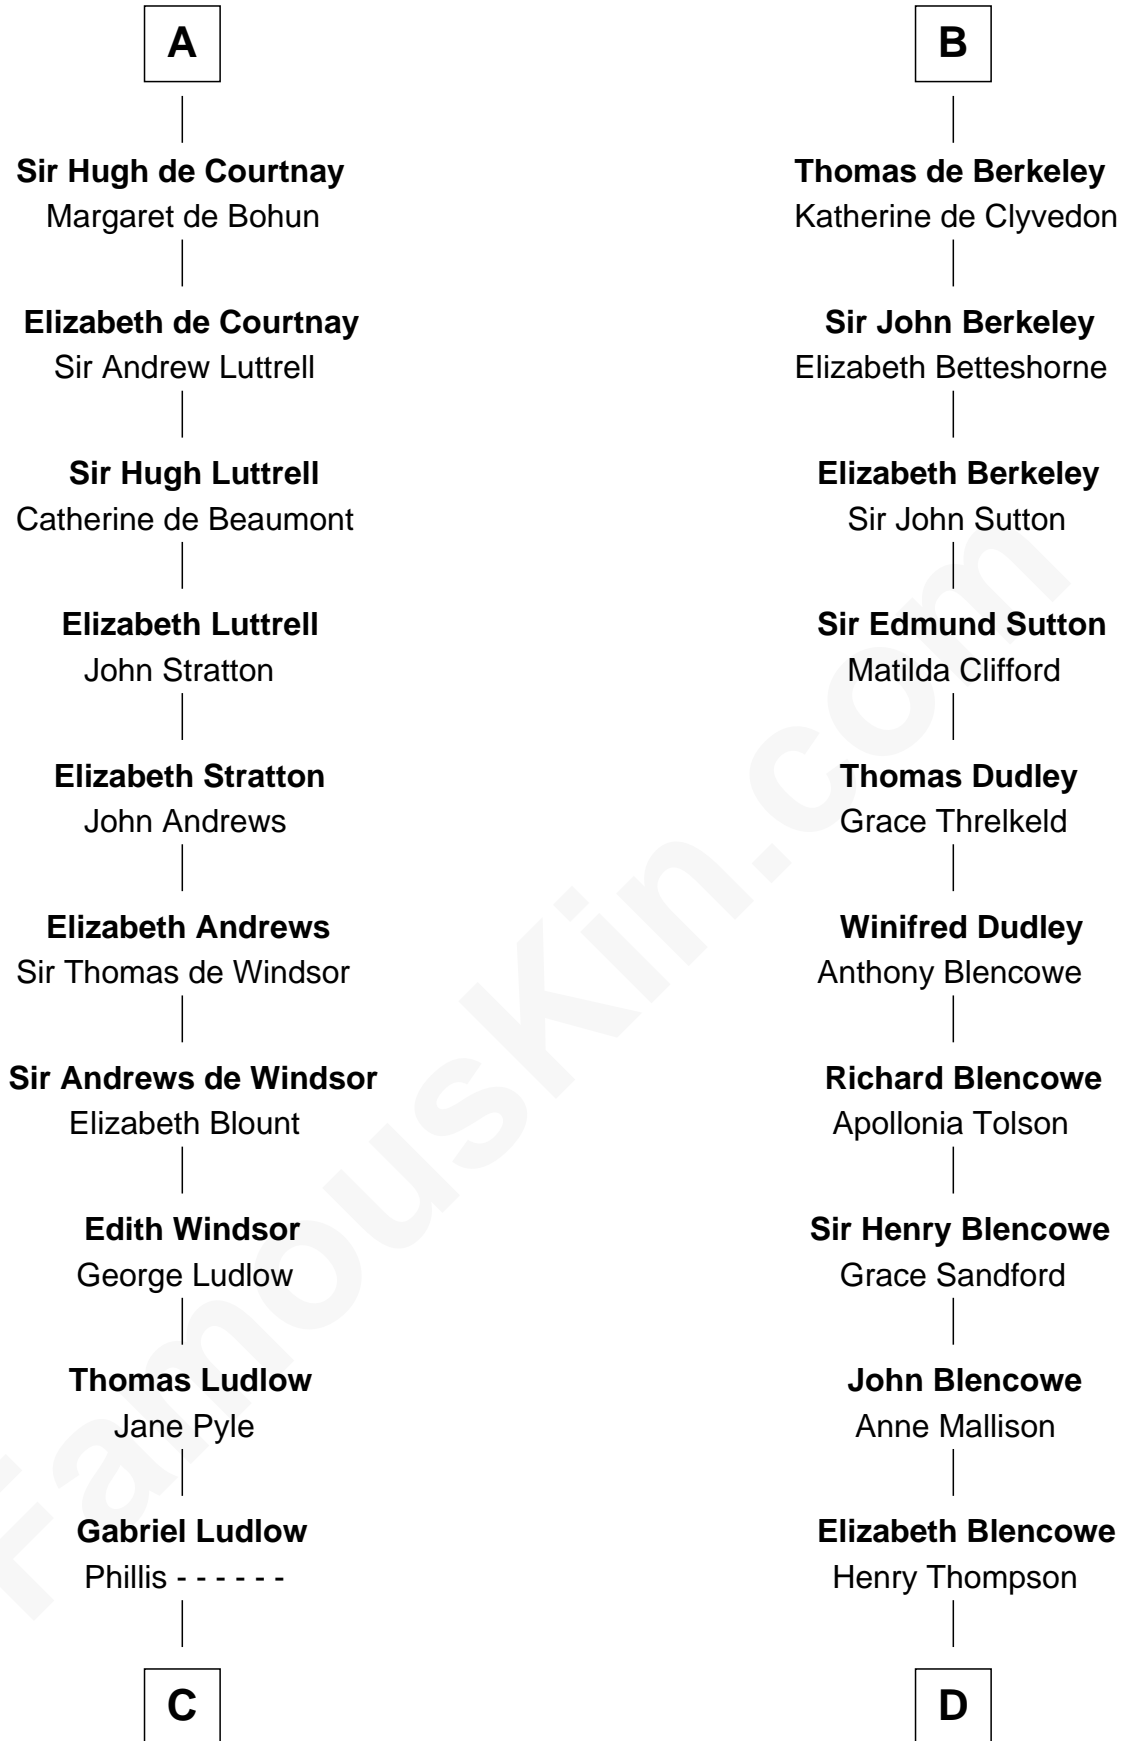 A
Sir Hugh de Courtnay
Margaret de Bohun
Elizabeth de Courtnay
Sir Andrew Luttrell
Sir Hugh Luttrell
Catherine de Beaumont
Elizabeth Luttrell
John Stratton
Elizabeth Stratton
John Andrews
Elizabeth Andrews
Sir Thomas de Windsor
Sir Andrews de Windsor
Elizabeth Blount
Edith Windsor
George Ludlow
Thomas Ludlow
Jane Pyle
Gabriel Ludlow
Phillis - - - - - -
C
B
Thomas de Berkeley
Katherine de Clyvedon
Sir John Berkeley
Elizabeth Betteshorne
Elizabeth Berkeley
Sir John Sutton
Sir Edmund Sutton
Matilda Clifford
Thomas Dudley
Grace Threlkeld
Winifred Dudley
Anthony Blencowe
Richard Blencowe
Apollonia Tolson
Sir Henry Blencowe
Grace Sandford
John Blencowe
Anne Mallison
Elizabeth Blencowe
Henry Thompson
D
FamousKin.com